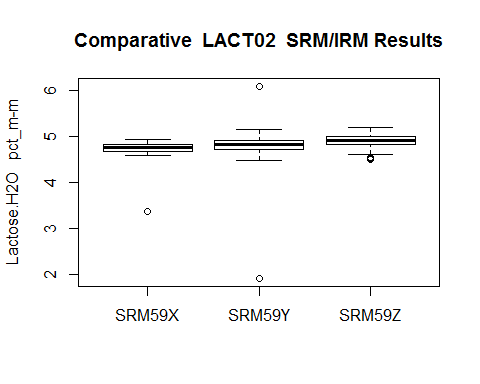 Comparative  LACT02  SRM/IRM Results
Lactose.H2O  pct_m-m
6
5
4
3
2
SRM59X
SRM59Y
SRM59Z